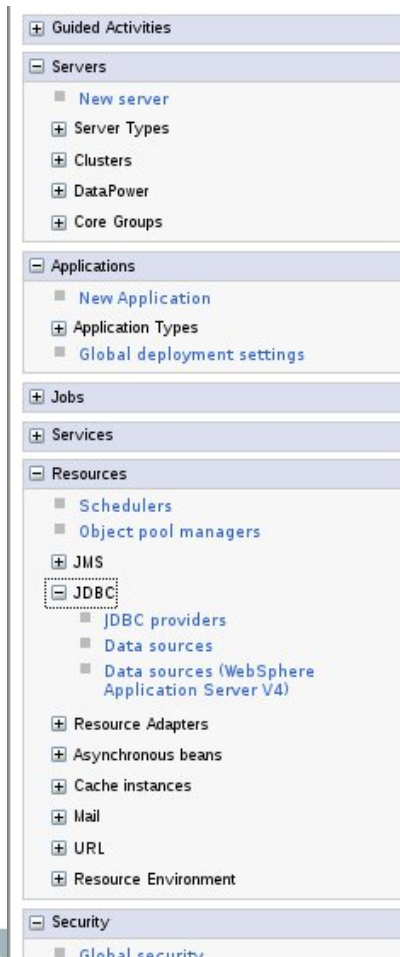 Guided Activities
Servers
New server
Server Types
Clusters
DataPower
Core Groups
Applications
New Application
Application Types
Global deployment settings
Jobs
Services
Resources
Schedulers
Object pool managers
JMS
JDBC
JDBC providers
Data sources
Data sources (WebSphere
Application Server V4)
Resource Adapters
Asynchronous beans
Cache instances
Mail
URL
Resource Environment
Security
Global security